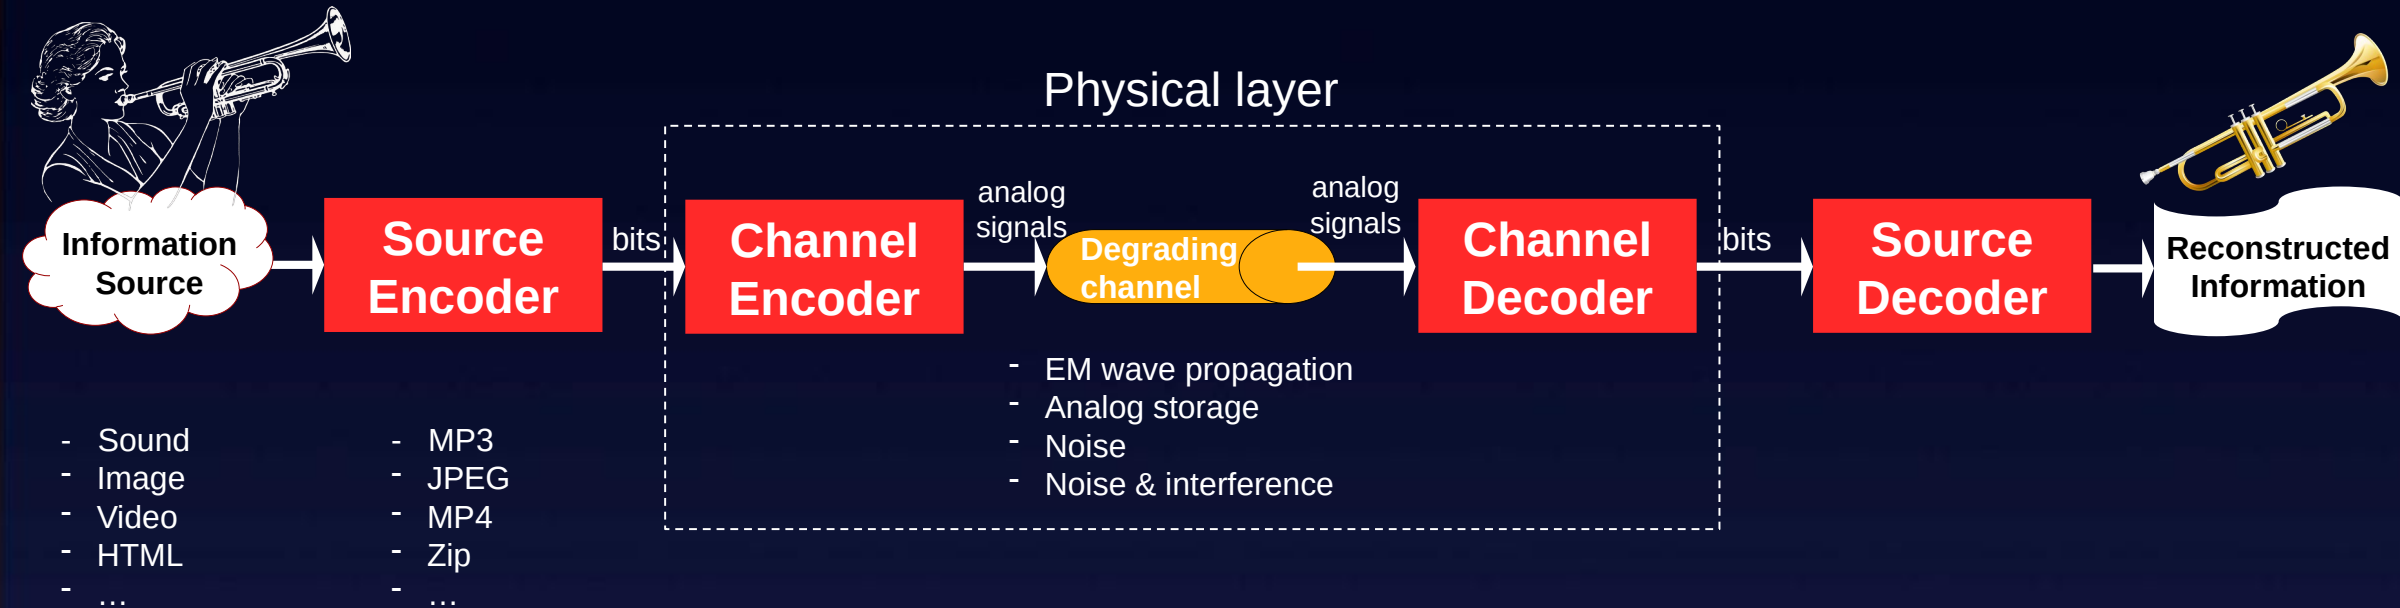 Physical layer
Information
Source
Source
Encoder
bits
Channel
Encoder
analog
signals
Degrading
channel
analog
signals
Channel
Decoder
bits
Source
Decoder
Reconstructed
Information
- EM wave propagation
- Analog storage
- Noise
- Noise & interference
- Sound
- Image
- Video
- HTML
- ...
- MP3
- JPEG
- MP4
- Zip
- ...